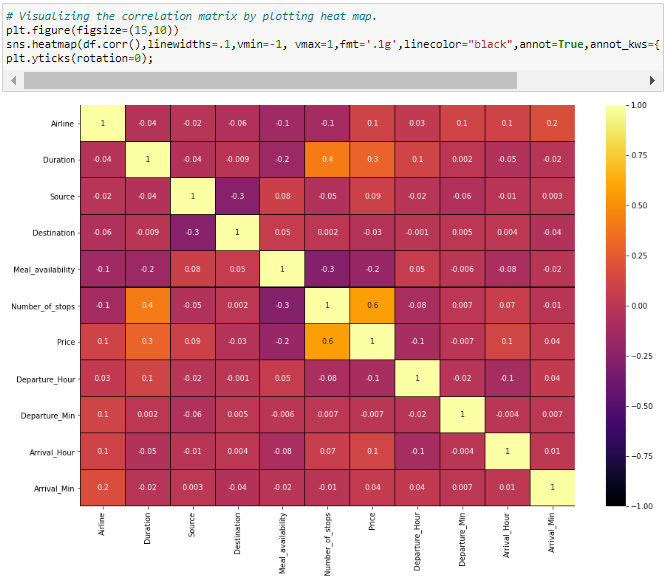 # Visualizing the correlation matrix by plotting heat map.
plt.figure(figsize=(15,10))
sns.heatmap(df.corr(),linewidths=.1,vmin=-1, vmax=1,fmt='.1g',linecolor="black",annot=True,annot_kws={
plt.yticks(rotation=0);
Airline 1 -0.04 -0.02 -0.06 -0.1 -0.1 0.1 0.03 0.1 0.1 0.2
Duration -0.04 1 -0.04 -0.009 -0.2 0.4 0.3 0.1 0.002 -0.05 -0.02
Source -0.02 -0.04 1 -0.3 0.08 -0.05 0.09 -0.02 -0.06 -0.01 0.003
Destination -0.06 -0.009 -0.3 1 0.05 0.002 -0.03 -0.001 0.005 0.004 -0.04
Meal_availability -0.1 -0.2 0.08 0.05 1 -0.3 -0.2 0.05 -0.006 -0.08 -0.02
Number_of_stops -0.1 0.4 -0.05 0.002 -0.3 1 0.6 -0.08 0.007 0.07 -0.01
Price 0.1 0.3 0.09 -0.03 -0.2 0.6 1 -0.1 -0.007 0.1 0.04
Departure_Hour 0.03 0.1 -0.02 -0.001 0.05 -0.08 -0.1 1 -0.02 -0.1 0.04
Departure_Min 0.1 0.002 -0.06 0.005 -0.006 0.007 -0.007 -0.02 1 -0.004 0.007
Arrival_Hour 0.1 -0.05 -0.01 0.004 -0.08 0.07 0.1 -0.1 -0.004 1 0.01
Arrival_Min 0.2 -0.02 0.003 -0.04 -0.02 -0.01 0.04 0.04 0.007 0.01 1
Airline
Duration
Source
Destination
Meal_availability
Number_of_stops
Price
Departure_Hour
Departure_Min
Arrival_Hour
Arrival_Min
1.00
0.75
0.50
0.25
0.00
-0.25
-0.50
-0.75
-1.00